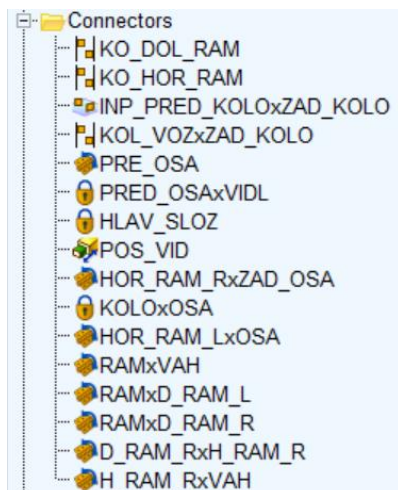 Connectors
KO_DOL_RAM
KO_HOR_RAM
INP_PRED_KOLOxZAD_KOLO
KOL_VOZxZAD_KOLO
PRE_OSA
PRED_OSAxVIDL
HLAV_SLOZ
POS_VID
HOR_RAM_RxZAD_OSA
KOLOxOSA
HOR_RAM_LxOSA
RAMxVAH
RAMxD_RAM_L
RAMxD_RAM_R
D_RAM_RxH_RAM_R
H_RAM_RxVAH